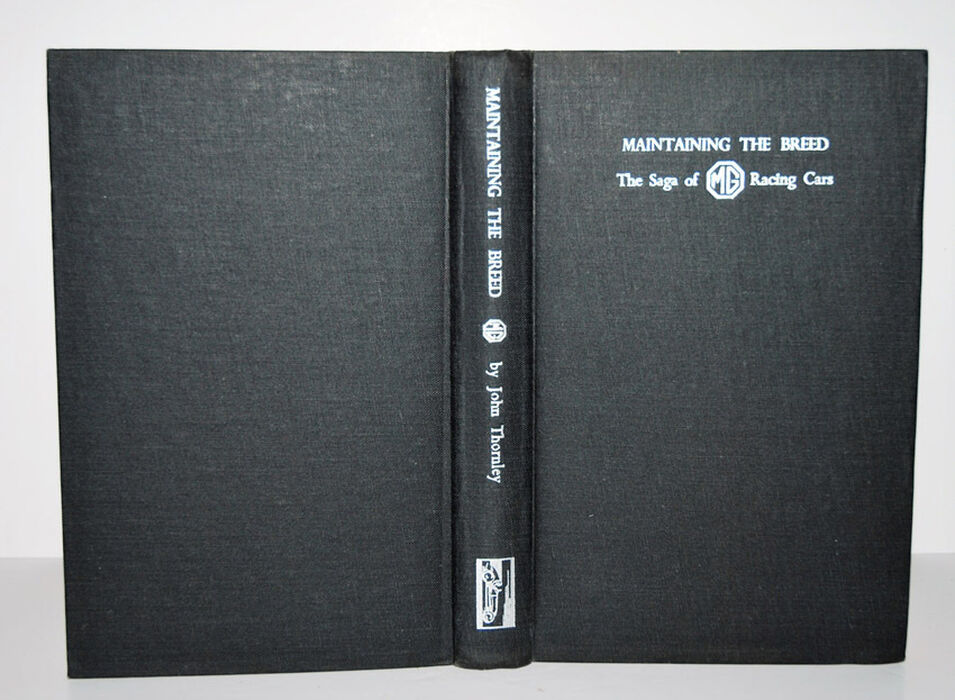 MAINTAINING THE BREED MG by John Thornley
MAINTAINING THE BREED
The Saga of MG Racing Cars